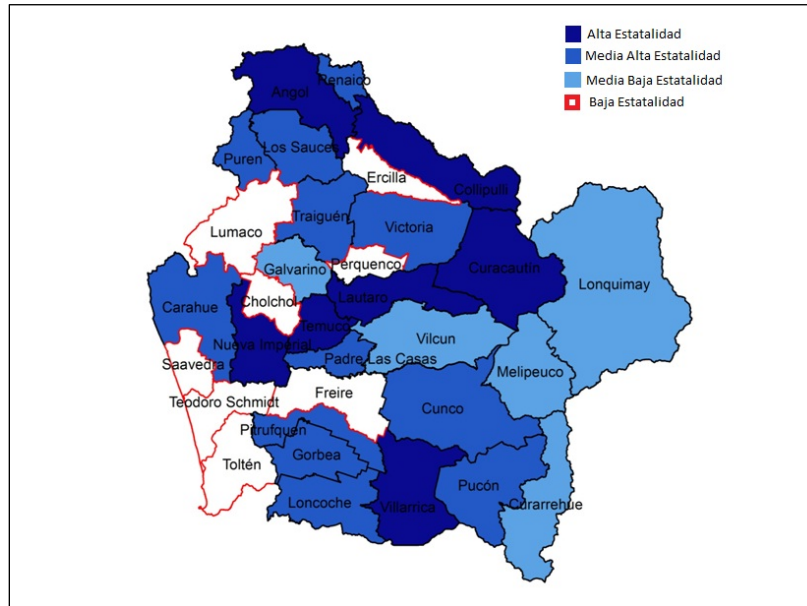 Alta Estatalidad
Media Alta Estatalidad
Media Baja Estatalidad
Baja Estatalidad
Renaico
Angol
Los Sauces
Puren
Ercilla
Collipulli
Traiguén
Victoria
Lumaco
Galvarino
Perquenco
Curacautín
Lonquimay
Carahue
Cholchol
Lautaro
Temuco
Nueva Imperial
Vilcun
Padre Las Casas
Saavedra
Melipeuco
Teodoro Schmidt
Freire
Cunco
Pitrufquen
Gorbea
Toltén
Pucón
Loncoche
Villarrica
Curarrehue